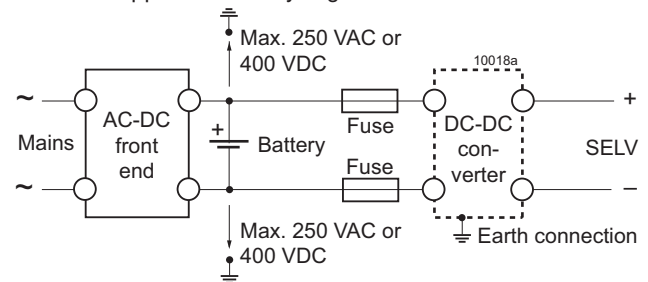 Max. 250 VAC or
400 VDC
10018a
~
+
Mains
AC-DC
front
end
+
Battery
Fuse
Fuse
DC-DC
con-
verter
SELV
~
–
Max. 250 VAC or
400 VDC
Earth connection